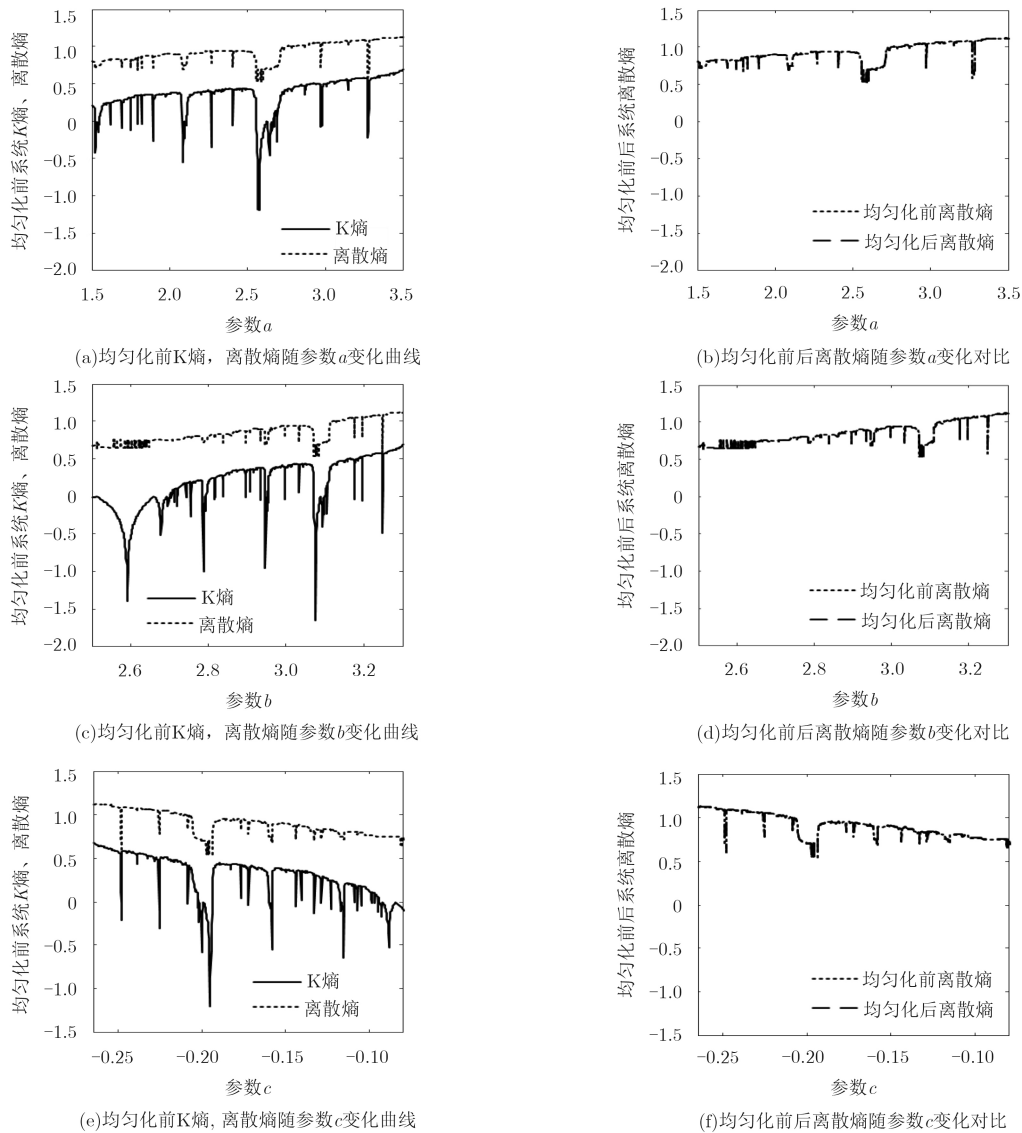 均匀化前系统K熵、离散熵
1.5
1.0
0.5
0
−0.5
−1.0
−1.5
−2.0
K熵
离散熵
1.5 2.0 2.5 3.0 3.5
参数a
(a)均匀化前K熵，离散熵随参数a变化曲线
均匀化前后系统离散熵
1.5
1.0
0.5
0
−0.5
−1.0
−1.5
−2.0
均匀化前离散熵
均匀化后离散熵
1.5 2.0 2.5 3.0 3.5
参数a
(b)均匀化前后离散熵随参数a变化对比
均匀化前系统K熵、离散熵
1.5
1.0
0.5
0
−0.5
−1.0
−1.5
−2.0
K熵
离散熵
2.6 2.8 3.0 3.2
参数b
(c)均匀化前K熵，离散熵随参数b变化曲线
均匀化前后系统离散熵
1.5
1.0
0.5
0
−0.5
−1.0
−1.5
−2.0
均匀化前离散熵
均匀化后离散熵
2.6 2.8 3.0 3.2
参数b
(d)均匀化前后离散熵随参数b变化对比
均匀化前系统K熵、离散熵
1.5
1.0
0.5
0
−0.5
−1.0
−1.5
K熵
离散熵
−0.25 −0.20 −0.15 −0.10
参数c
(e)均匀化前K熵, 离散熵随参数c变化曲线
均匀化前后系统离散熵
1.5
1.0
0.5
0
−0.5
−1.0
−1.5
均匀化前离散熵
均匀化后离散熵
−0.25 −0.20 −0.15 −0.10
参数c
(f)均匀化前后离散熵随参数c变化对比